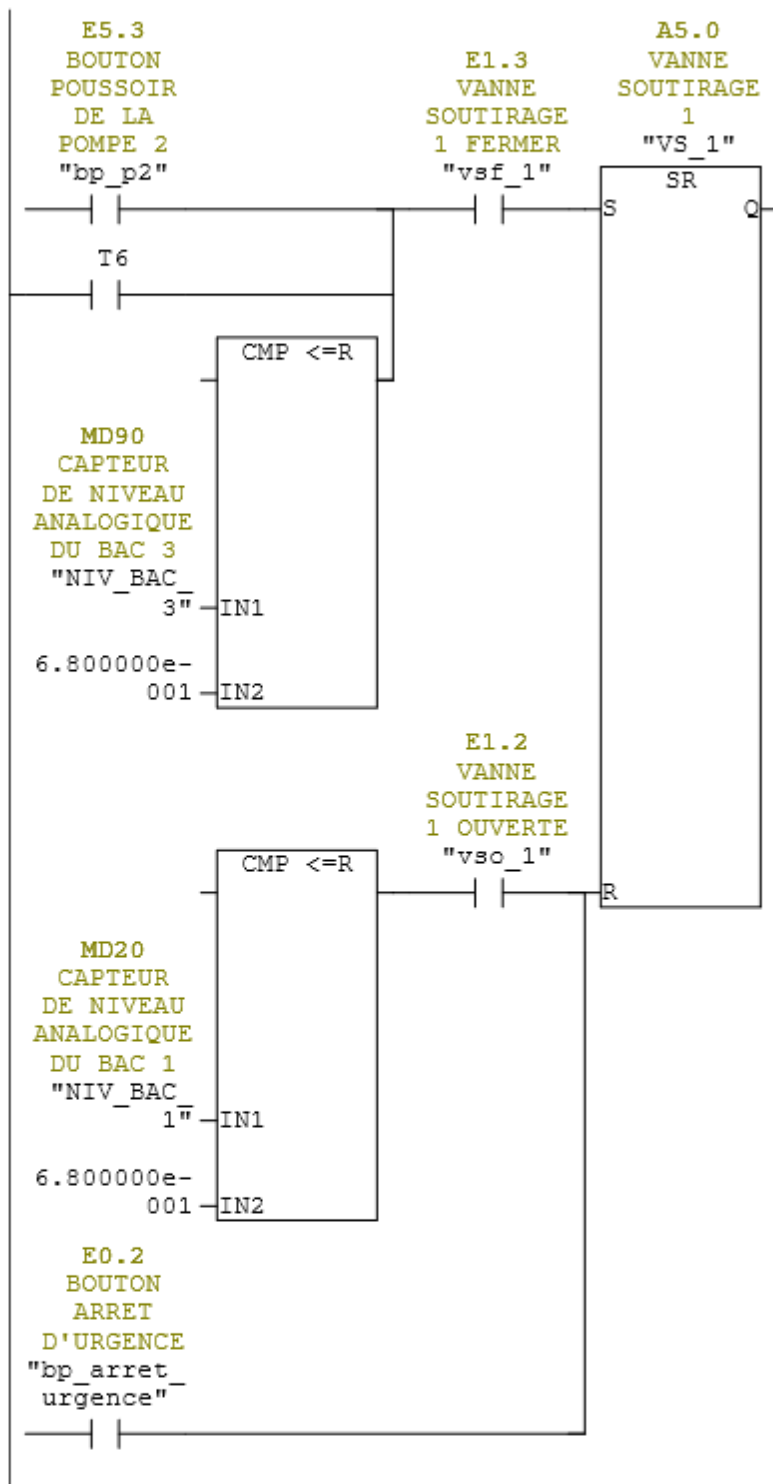 E5.3
BOUTON
POUSSOIR
DE LA
POMPE 2
"bp_p2"
E1.3
VANNE
SOUTIRAGE
1 FERMER
"vsf_1"
A5.0
VANNE
SOUTIRAGE
1
"VS_1"
SR
S
Q
T6
CMP <=R
MD90
CAPTEUR
DE NIVEAU
ANALOGIQUE
DU BAC 3
"NIV_BAC_
3"
IN1
6.800000e-
001
IN2
E1.2
VANNE
SOUTIRAGE
1 OUVERTE
"vso_1"
R
CMP <=R
MD20
CAPTEUR
DE NIVEAU
ANALOGIQUE
DU BAC 1
"NIV_BAC_
1"
IN1
6.800000e-
001
IN2
E0.2
BOUTON
ARRET
D'URGENCE
"bp_arret_
urgence"